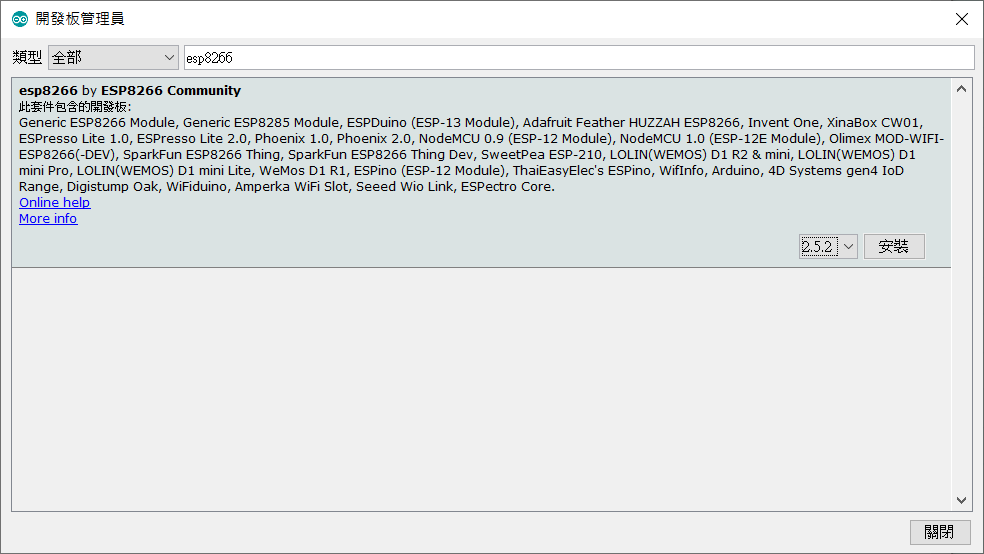 開發板管理員
類型 全部 esp8266
esp8266 by ESP8266 Community
此套件包含的開發板:
Generic ESP8266 Module, Generic ESP8285 Module, ESPDuino (ESP-13 Module), Adafruit Feather HUZZAH ESP8266, Invent One, XinaBox CW01,
ESPresso Lite 1.0, ESPresso Lite 2.0, Phoenix 1.0, Phoenix 2.0, NodeMCU 0.9 (ESP-12 Module), NodeMCU 1.0 (ESP-12E Module), Olimex MOD-WIFI-
ESP8266(-DEV), SparkFun ESP8266 Thing, SparkFun ESP8266 Thing Dev, SweetPea ESP-210, LOLIN(WEMOS) D1 R2 & mini, LOLIN(WEMOS) D1
mini Pro, LOLIN(WEMOS) D1 mini Lite, WeMos D1 R1, ESPino (ESP-12 Module), ThaiEasyElec's ESPino, WifInfo, Arduino, 4D Systems gen4 IoD
Range, Digistump Oak, WiFiduino, Amperka WiFi Slot, Seeed Wio Link, ESPectro Core.
Online help
More info
2.5.2 安裝
關閉